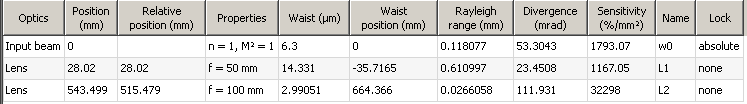 Optics Position (mm) Relative position (mm) Properties Waist (µm) Waist position (mm) Rayleigh range (mm) Divergence (mrad) Sensitivity (%/mm²) Name Lock
Input beam 0 n = 1, M² = 1 6.3 0 0.118077 53.3043 1793.07 w0 absolute
Lens 28.02 28.02 f = 50 mm 14.331 -35.7165 0.610997 23.4508 1167.05 L1 none
Lens 543.499 515.479 f = 100 mm 2.99051 664.366 0.0266058 111.931 32298 L2 none